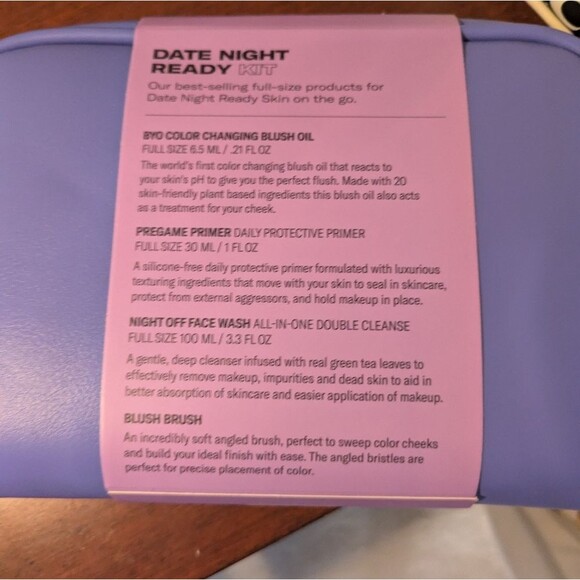 DATE NIGHT
READY KIT
Our best-selling full-size products for
Date Night Ready Skin on the go.
BYO COLOR CHANGING BLUSH OIL
FULL SIZE 6.5 ML / .21 FL OZ
The world's first color changing blush oil that reacts to
your skin's pH to give you the perfect flush. Made with 20
skin-friendly plant based ingredients this blush oil also acts
as a treatment for your cheek.
PREGAME PRIMER DAILY PROTECTIVE PRIMER
FULL SIZE 30 ML / 1 FL OZ
A silicone-free daily protective primer formulated with luxurious
texturing ingredients that move with your skin to seal in skincare,
protect from external aggressors, and hold makeup in place.
NIGHT OFF FACE WASH ALL-IN-ONE DOUBLE CLEANSE
FULL SIZE 100 ML / 3.3 FL OZ
A gentle, deep cleanser infused with real green tea leaves to
effectively remove makeup, impurities and dead skin to aid in
better absorption of skincare and easier application of makeup.
BLUSH BRUSH
An incredibly soft angled brush, perfect to sweep color cheeks
and build your ideal finish with ease. The angled bristles are
perfect for precise placement of color.